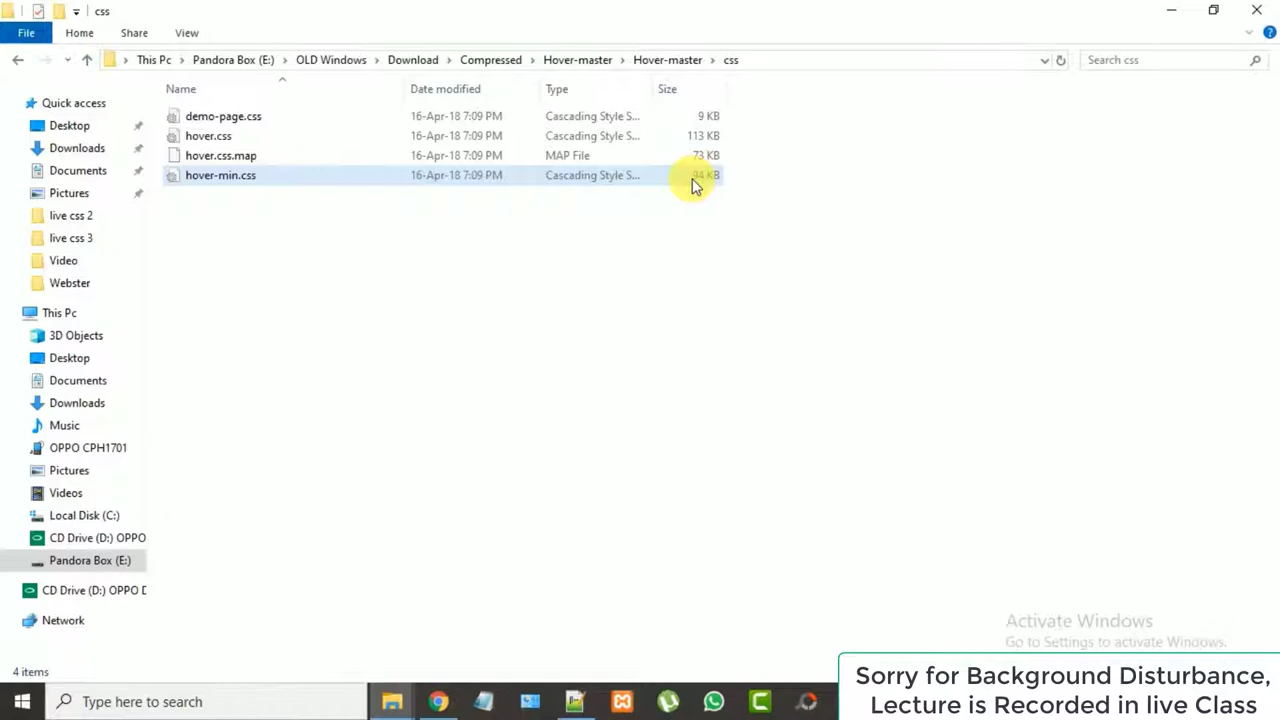 css
File Home Share View
This Pc Pandora Box (E:) OLD Windows Download Compressed Hover-master Hover-master css Search css
Name Date modified Type Size
demo-page.css 16-Apr-18 7:09 PM Cascading Style S... 9 KB
hover.css 16-Apr-18 7:09 PM Cascading Style S... 113 KB
hover.css.map 16-Apr-18 7:09 PM MAP File 73 KB
hover-min.css 16-Apr-18 7:09 PM Cascading Style S... 94 KB
Quick access
Desktop
Downloads
Documents
Pictures
live css 2
live css 3
Video
Webster
This Pc
3D Objects
Desktop
Documents
Downloads
Music
OPPO CPH1701
Pictures
Videos
Local Disk (C:)
CD Drive (D:) OPPO
Pandora Box (E:)
CD Drive (D:) OPPO D
Network
4 items
Activate Windows
Go to Settings to activate Windows.
Sorry for Background Disturbance,
Lecture is Recorded in live Class
Type here to search